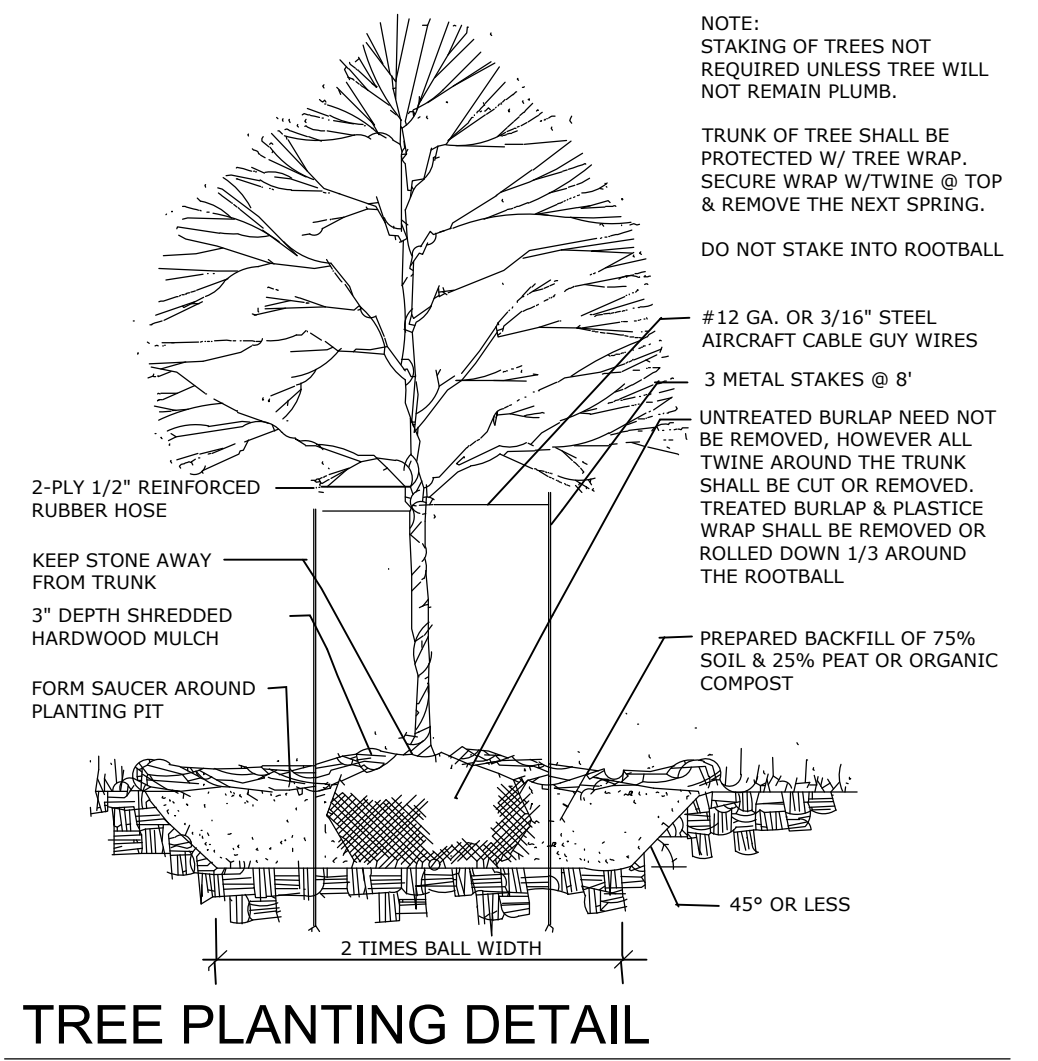 NOTE:
STAKING OF TREES NOT
REQUIRED UNLESS TREE WILL
NOT REMAIN PLUMB.
TRUNK OF TREE SHALL BE
PROTECTED W/ TREE WRAP.
SECURE WRAP W/TWINE @ TOP
& REMOVE THE NEXT SPRING.
DO NOT STAKE INTO ROOTBALL
#12 GA. OR 3/16" STEEL
AIRCRAFT CABLE GUY WIRES
3 METAL STAKES @ 8'
UNTREATED BURLAP NEED NOT
BE REMOVED, HOWEVER ALL
TWINE AROUND THE TRUNK
SHALL BE CUT OR REMOVED.
TREATED BURLAP & PLASTICE
WRAP SHALL BE REMOVED OR
ROLLED DOWN 1/3 AROUND
THE ROOTBALL
2-PLY 1/2" REINFORCED
RUBBER HOSE
KEEP STONE AWAY
FROM TRUNK
3" DEPTH SHREDDED
HARDWOOD MULCH
FORM SAUCER AROUND
PLANTING PIT
PREPARED BACKFILL OF 75%
SOIL & 25% PEAT OR ORGANIC
COMPOST
45° OR LESS
2 TIMES BALL WIDTH
TREE PLANTING DETAIL